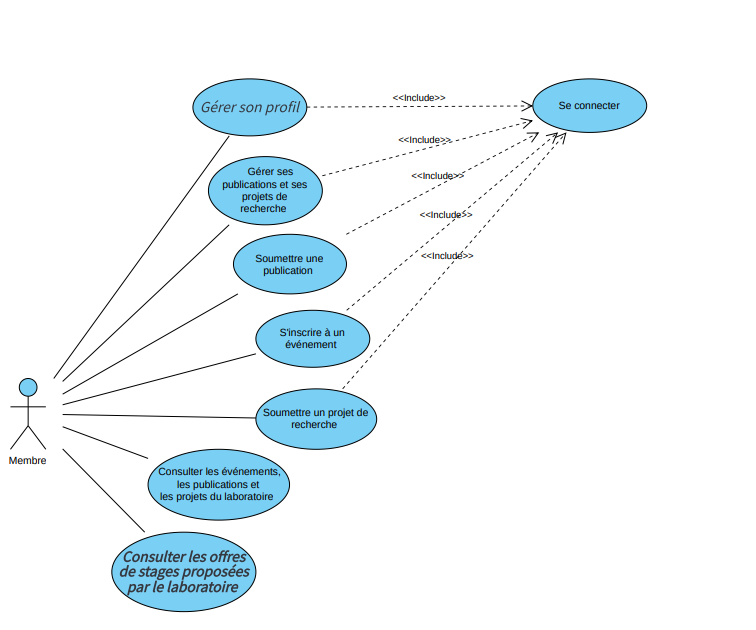 Gérer son profil
<<Include>>
Se connecter
<<Include>>
Gérer ses
publications et ses
projets de
recherche
<<Include>>
<<Include>>
Soumettre une
publication
<<Include>>
S'inscrire à un
événement
Soumettre un projet de
recherche
Membre
Consulter les événements,
les publications et
les projets du laboratoire
Consulter les offres
de stages proposées
par le laboratoire